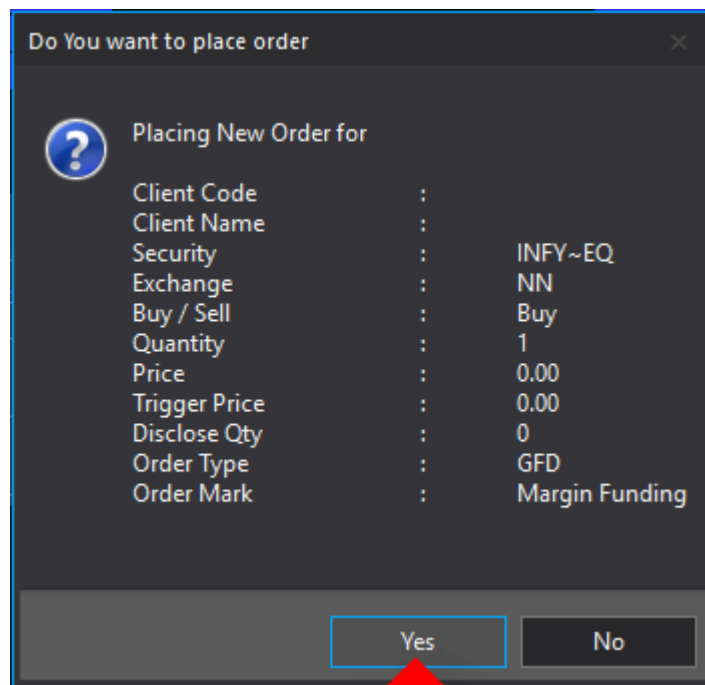 Do You want to place order
Placing New Order for
Client Code :
Client Name :
Security : INFY~EQ
Exchange : NN
Buy / Sell : Buy
Quantity : 1
Price : 0.00
Trigger Price : 0.00
Disclose Qty : 0
Order Type : GFD
Order Mark : Margin Funding
Yes No